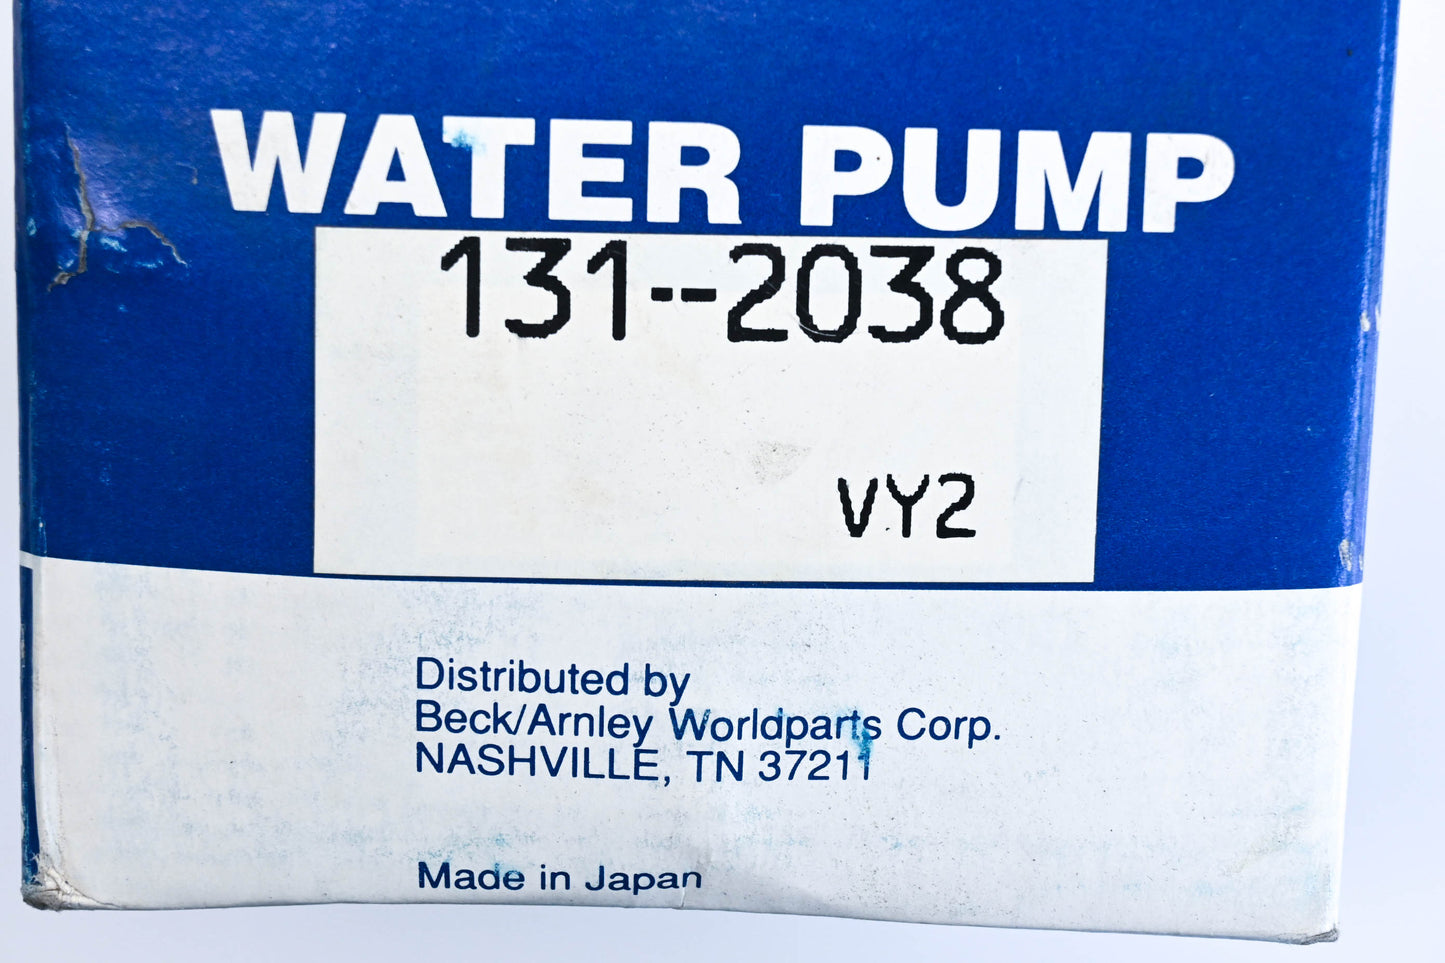 WATER PUMP
131--2038
VY2
Distributed by
Beck/Arnley Worldparts Corp.
NASHVILLE, TN 37211
Made in Japan